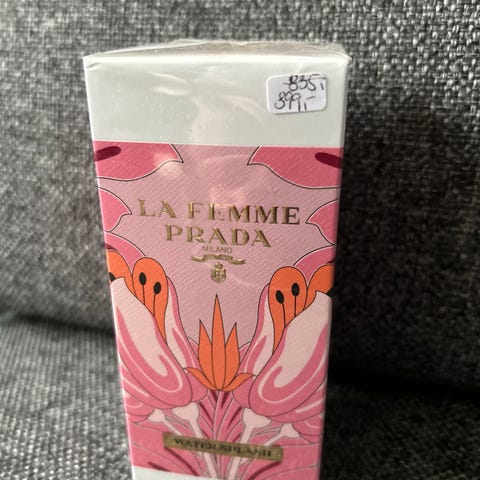 835,-
399,-
LA FEMME
PRADA
MILANO
WATER SPLASH